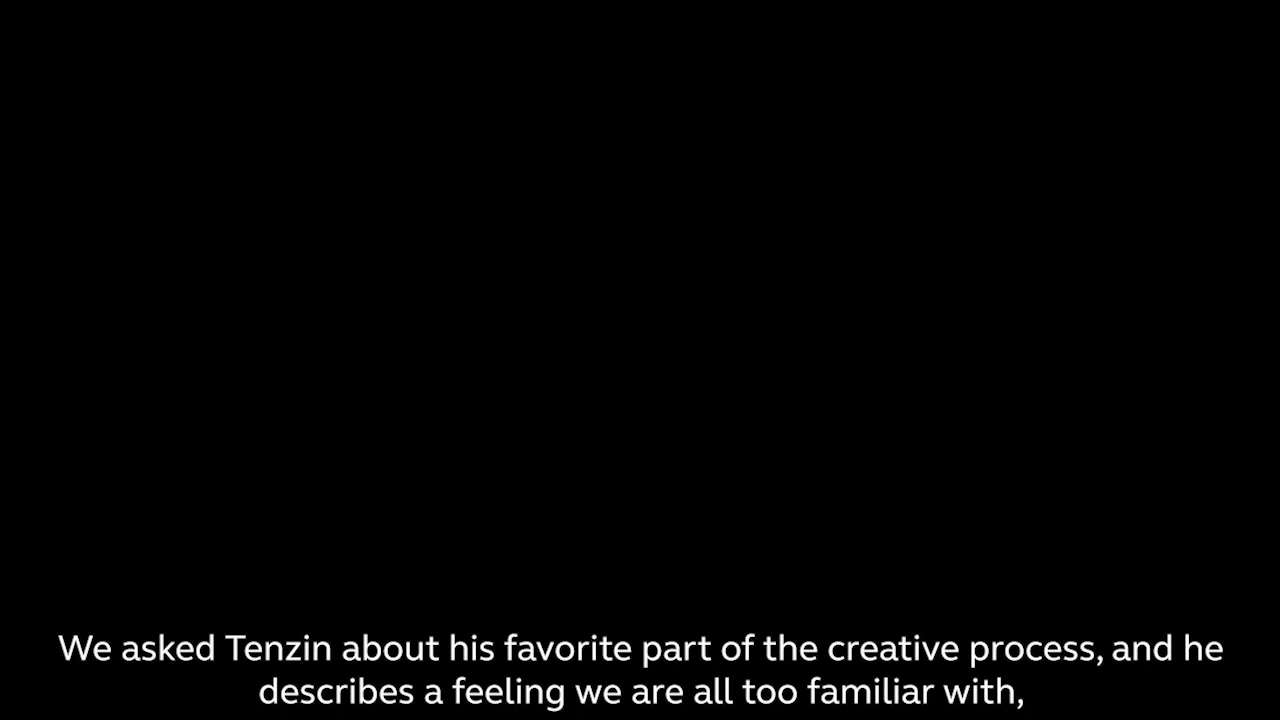 We asked Tenzin about his favorite part of the creative process, and he
describes a feeling we are all too familiar with,